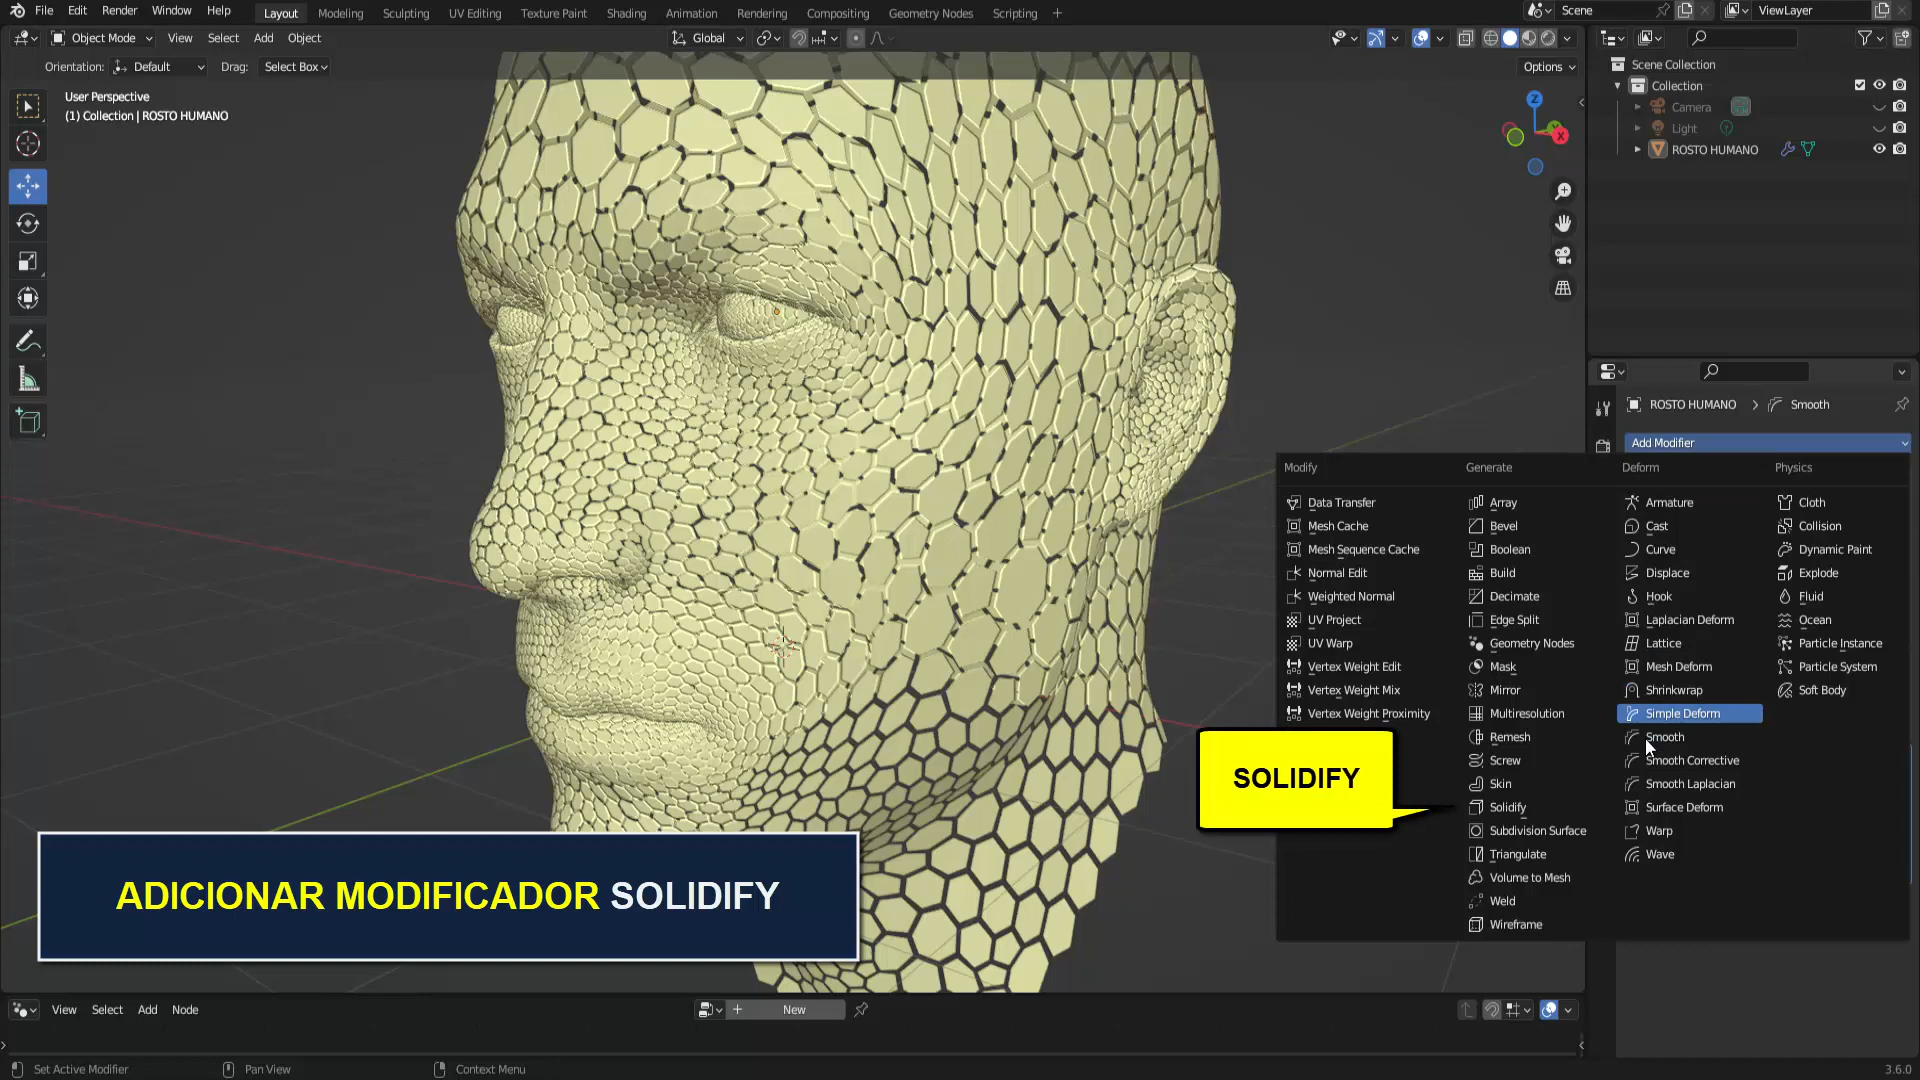 File Edit Render Window Help
Layout Modeling Sculpting UV Editing Texture Paint Shading Animation Rendering Compositing Geometry Nodes Scripting +
Scene
ViewLayer
Object Mode View Select Add Object
Global
Orientation: Default Drag: Select Box
Options
User Perspective
(1) Collection | ROSTO HUMANO
Z
Y
X
Scene Collection
Collection
Camera
Light
ROSTO HUMANO
ROSTO HUMANO > Smooth
Add Modifier
Modify
Data Transfer
Mesh Cache
Mesh Sequence Cache
Normal Edit
Weighted Normal
UV Project
UV Warp
Vertex Weight Edit
Vertex Weight Mix
Vertex Weight Proximity
Generate
Array
Bevel
Boolean
Build
Decimate
Edge Split
Geometry Nodes
Mask
Mirror
Multiresolution
Remesh
Screw
Skin
Solidify
Subdivision Surface
Triangulate
Volume to Mesh
Weld
Wireframe
Deform
Armature
Cast
Curve
Displace
Hook
Laplacian Deform
Lattice
Mesh Deform
Shrinkwrap
Simple Deform
Smooth
Smooth Corrective
Smooth Laplacian
Surface Deform
Warp
Wave
Physics
Cloth
Collision
Dynamic Paint
Explode
Fluid
Ocean
Particle Instance
Particle System
Soft Body
SOLIDIFY
ADICIONAR MODIFICADOR SOLIDIFY
View Select Add Node
+ New
Set Active Modifier
Pan View
Context Menu
3.6.0